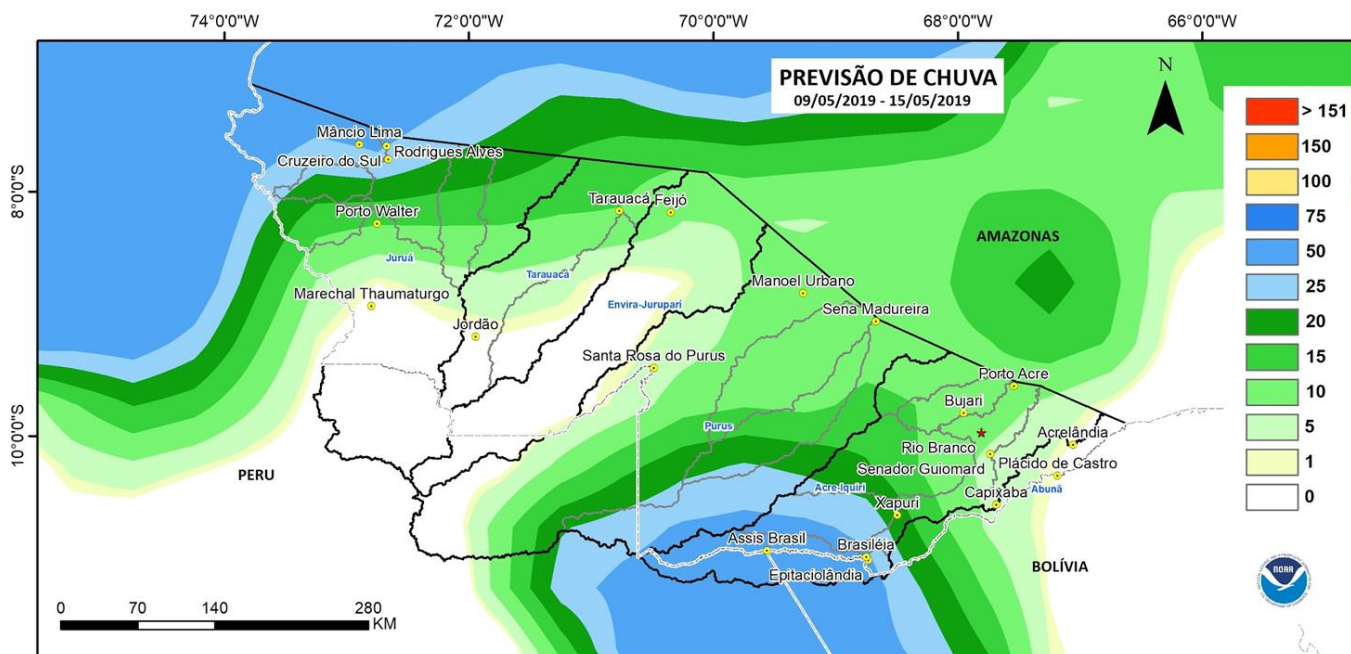 74°0'0"W 72°0'0"W 70°0'0"W 68°0'0"W 66°0'0"W
PREVISÃO DE CHUVA
09/05/2019 - 15/05/2019
N
> 151
150
100
75
50
25
20
15
10
5
1
0
8°0'0"S
10°0'0"S
Mâncio Lima
Rodrigues Alves
Cruzeiro do Sul
Porto Walter
Tarauacá
Feijó
AMAZONAS
Juruá
Tarauacá
Manoel Urbano
Marechal Thaumaturgo
Envira-Jurupari
Sena Madureira
Jordão
Santa Rosa do Purus
Porto Acre
Bujari
Purus
Rio Branco
Acrelândia
Senador Guiomard
Plácido de Castro
PERU
Acre-Iquiri
Abunã
Xapuri
Capixaba
Assis Brasil
Brasiléia
Epitaciolândia
BOLÍVIA
NOAA
0 70 140 280
KM